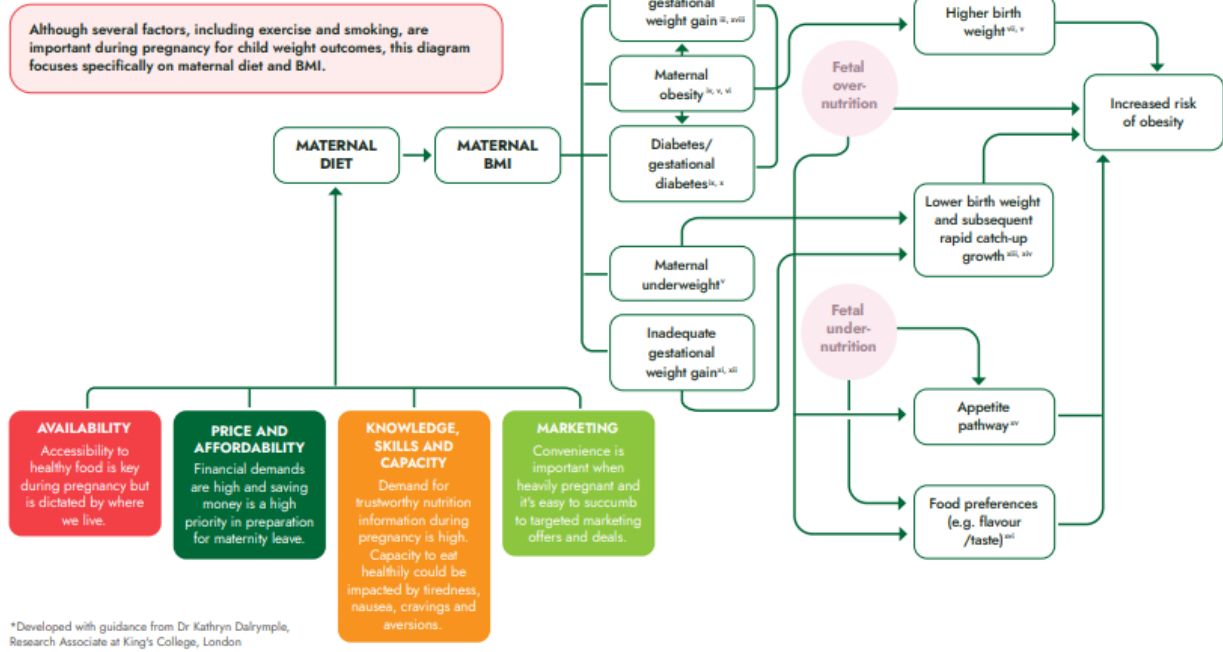 Although several factors, including exercise and smoking, are
important during pregnancy for child weight outcomes, this diagram
focuses specifically on maternal diet and BMI.
gestational
weight gain iii, xviii
Higher birth
weight vii, v
Maternal
obesity iv, v, vi
Fetal
over-
nutrition
Increased risk
of obesity
MATERNAL
DIET
MATERNAL
BMI
Diabetes/
gestational
diabetes ix, x
Lower birth weight
and subsequent
rapid catch-up
growth xiii, xiv
Maternal
underweight v
Fetal
under-
nutrition
Inadequate
gestational
weight gain xi, xii
Appetite
pathway xv
Food preferences
(e.g. flavour
/taste) xvi
AVAILABILITY
Accessibility to
healthy food is key
during pregnancy but
is dictated by where
we live.
PRICE AND
AFFORDABILITY
Financial demands
are high and saving
money is a high
priority in preparation
for maternity leave.
KNOWLEDGE,
SKILLS AND
CAPACITY
Demand for
trustworthy nutrition
information during
pregnancy is high.
Capacity to eat
healthily could be
impacted by tiredness,
nausea, cravings and
aversions.
MARKETING
Convenience is
important when
heavily pregnant and
it's easy to succumb
to targeted marketing
offers and deals.
*Developed with guidance from Dr Kathryn Dalrymple,
Research Associate at King's College, London